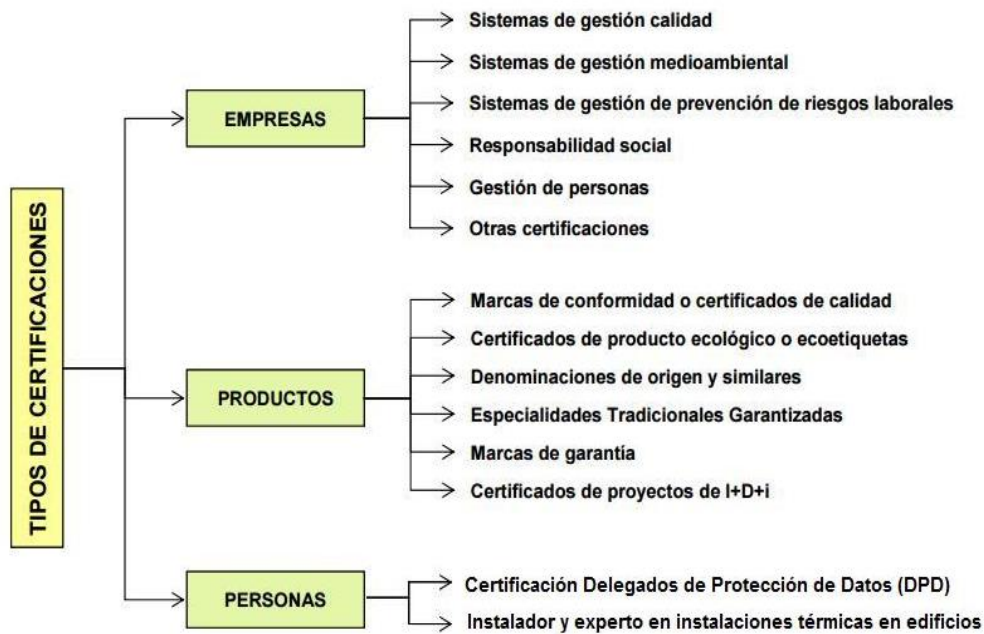 TIPOS DE CERTIFICACIONES
EMPRESAS
Sistemas de gestión calidad
Sistemas de gestión medioambiental
Sistemas de gestión de prevención de riesgos laborales
Responsabilidad social
Gestión de personas
Otras certificaciones
PRODUCTOS
Marcas de conformidad o certificados de calidad
Certificados de producto ecológico o ecoetiquetas
Denominaciones de origen y similares
Especialidades Tradicionales Garantizadas
Marcas de garantía
Certificados de proyectos de I+D+i
PERSONAS
Certificación Delegados de Protección de Datos (DPD)
Instalador y experto en instalaciones térmicas en edificios